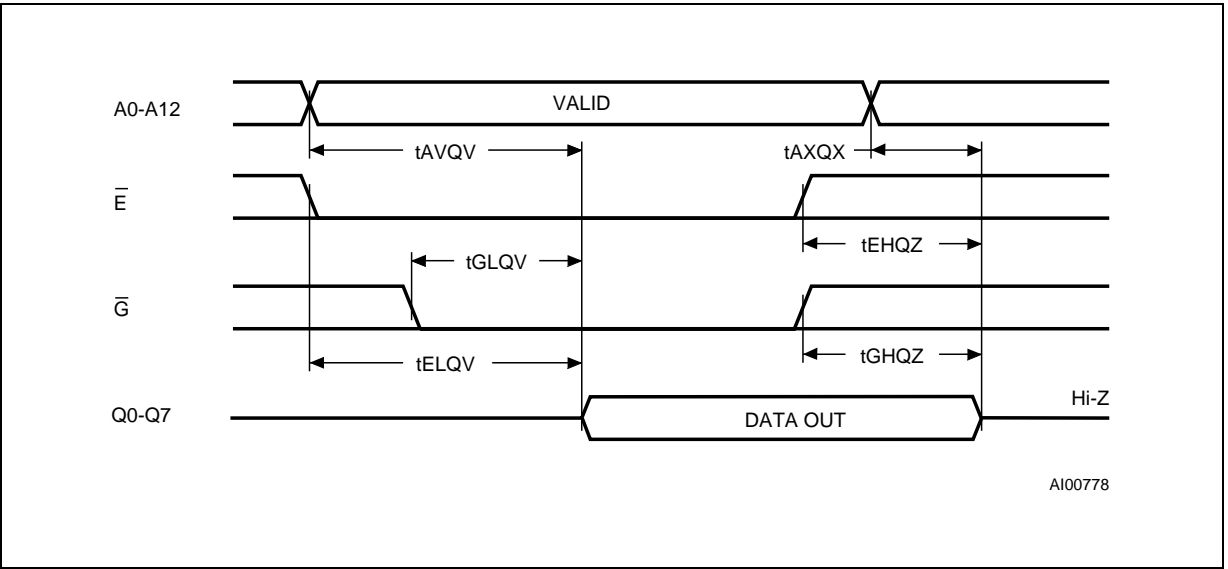 A0-A12
VALID
tAVQV
tAXQX
E̅
tEHQZ
tGLQV
G̅
tGHQZ
tELQV
Hi-Z
Q0-Q7
DATA OUT
AI00778